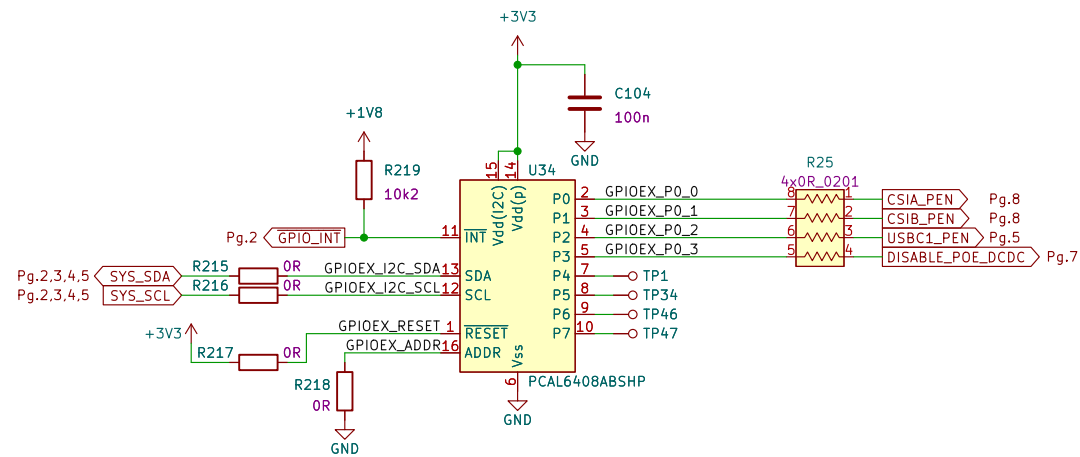 +3V3
C104
100n
GND
+1V8
R219
10k2
U34
15
14
Vdd(I2C)
Vdd(p)
R25
4x0R_0201
P0 2 GPIOEX_P0_0 8 1 CSIA_PEN Pg.8
P1 3 GPIOEX_P0_1 7 2 CSIB_PEN Pg.8
Pg.2 GPIO_INT 11 INT P2 4 GPIOEX_P0_2 6 3 USBC1_PEN Pg.5
P3 5 GPIOEX_P0_3 5 4 DISABLE_POE_DCDC Pg.7
Pg.2,3,4,5 SYS_SDA R215 0R GPIOEX_I2C_SDA 13 SDA P4 7 TP1
Pg.2,3,4,5 SYS_SCL R216 0R GPIOEX_I2C_SCL 12 SCL P5 8 TP34
P6 9 TP46
+3V3 GPIOEX_RESET 1 RESET P7 10 TP47
R217 0R GPIOEX_ADDR 16 ADDR
Vss
6
PCAL6408ABSHP
R218
0R
GND
GND